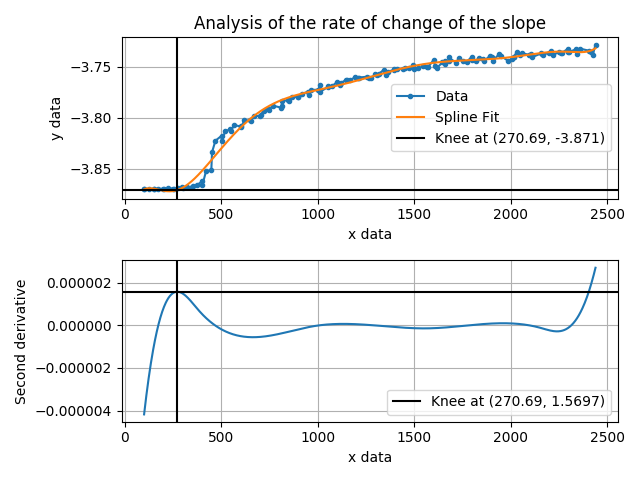 Analysis of the rate of change of the slope
y data
−3.75
−3.80
−3.85
Data
Spline Fit
Knee at (270.69, -3.871)
0
500
1000
1500
2000
2500
x data
Second derivative
0.000002
0.000000
−0.000002
−0.000004
Knee at (270.69, 1.5697)
0
500
1000
1500
2000
2500
x data